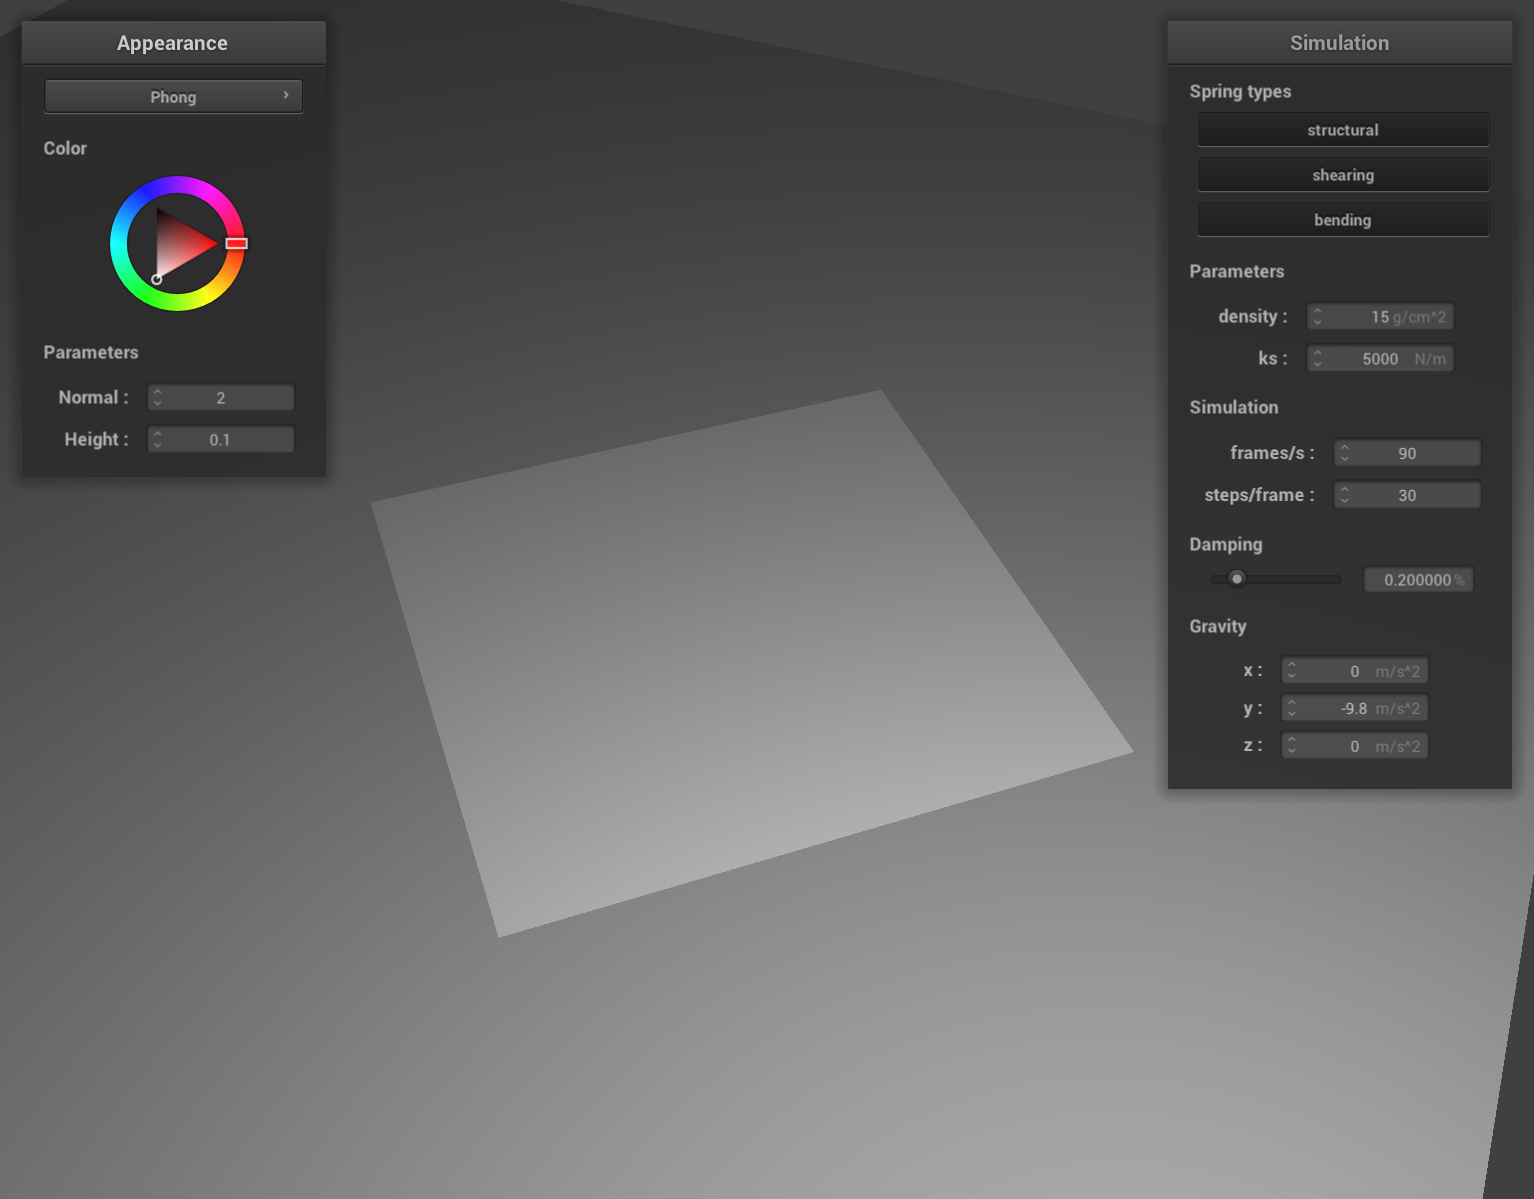 Appearance
Phong
Color
Parameters
Normal : 2
Height : 0.1
Simulation
Spring types
structural
shearing
bending
Parameters
density : 15 g/cm^2
ks : 5000 N/m
Simulation
frames/s : 90
steps/frame : 30
Damping
0.200000 %
Gravity
x : 0 m/s^2
y : -9.8 m/s^2
z : 0 m/s^2